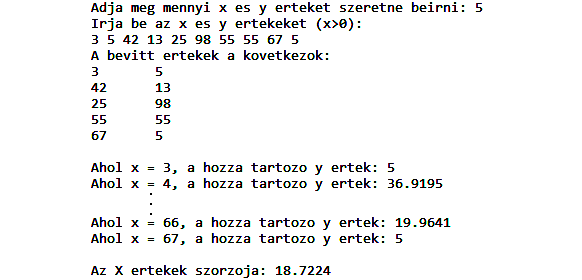 Adja meg mennyi x es y erteket szeretne beirni: 5
Irja be az x es y ertekeket (x>0):
3 5 42 13 25 98 55 55 67 5
A bevitt ertekek a kovetkezok:
3 5
42 13
25 98
55 55
67 5
Ahol x = 3, a hozza tartozo y ertek: 5
Ahol x = 4, a hozza tartozo y ertek: 36.9195
.
.
.
Ahol x = 66, a hozza tartozo y ertek: 19.9641
Ahol x = 67, a hozza tartozo y ertek: 5
Az X ertekek szorzoja: 18.7224